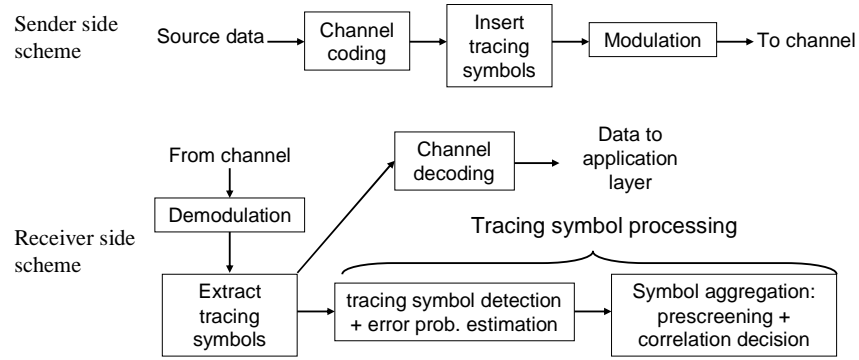 Sender side
scheme
Source data
Channel
coding
Insert
tracing
symbols
Modulation
To channel
Receiver side
scheme
From channel
Demodulation
Extract
tracing
symbols
Channel
decoding
Data to
application
layer
Tracing symbol processing
tracing symbol detection
+ error prob. estimation
Symbol aggregation:
prescreening +
correlation decision